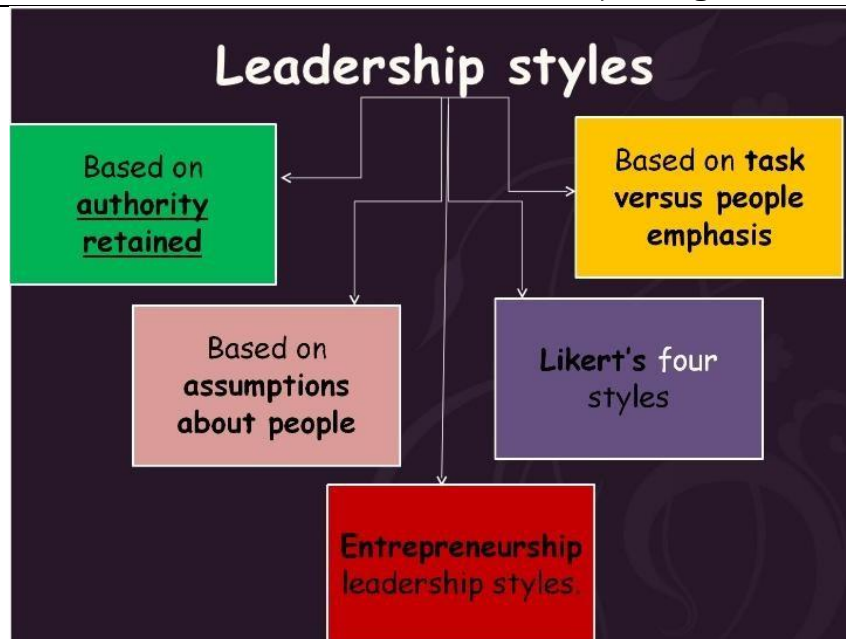 Leadership styles
Based on
authority
retained
Based on task
versus people
emphasis
Based on
assumptions
about people
Likert's four
styles
Entrepreneurship
leadership styles.